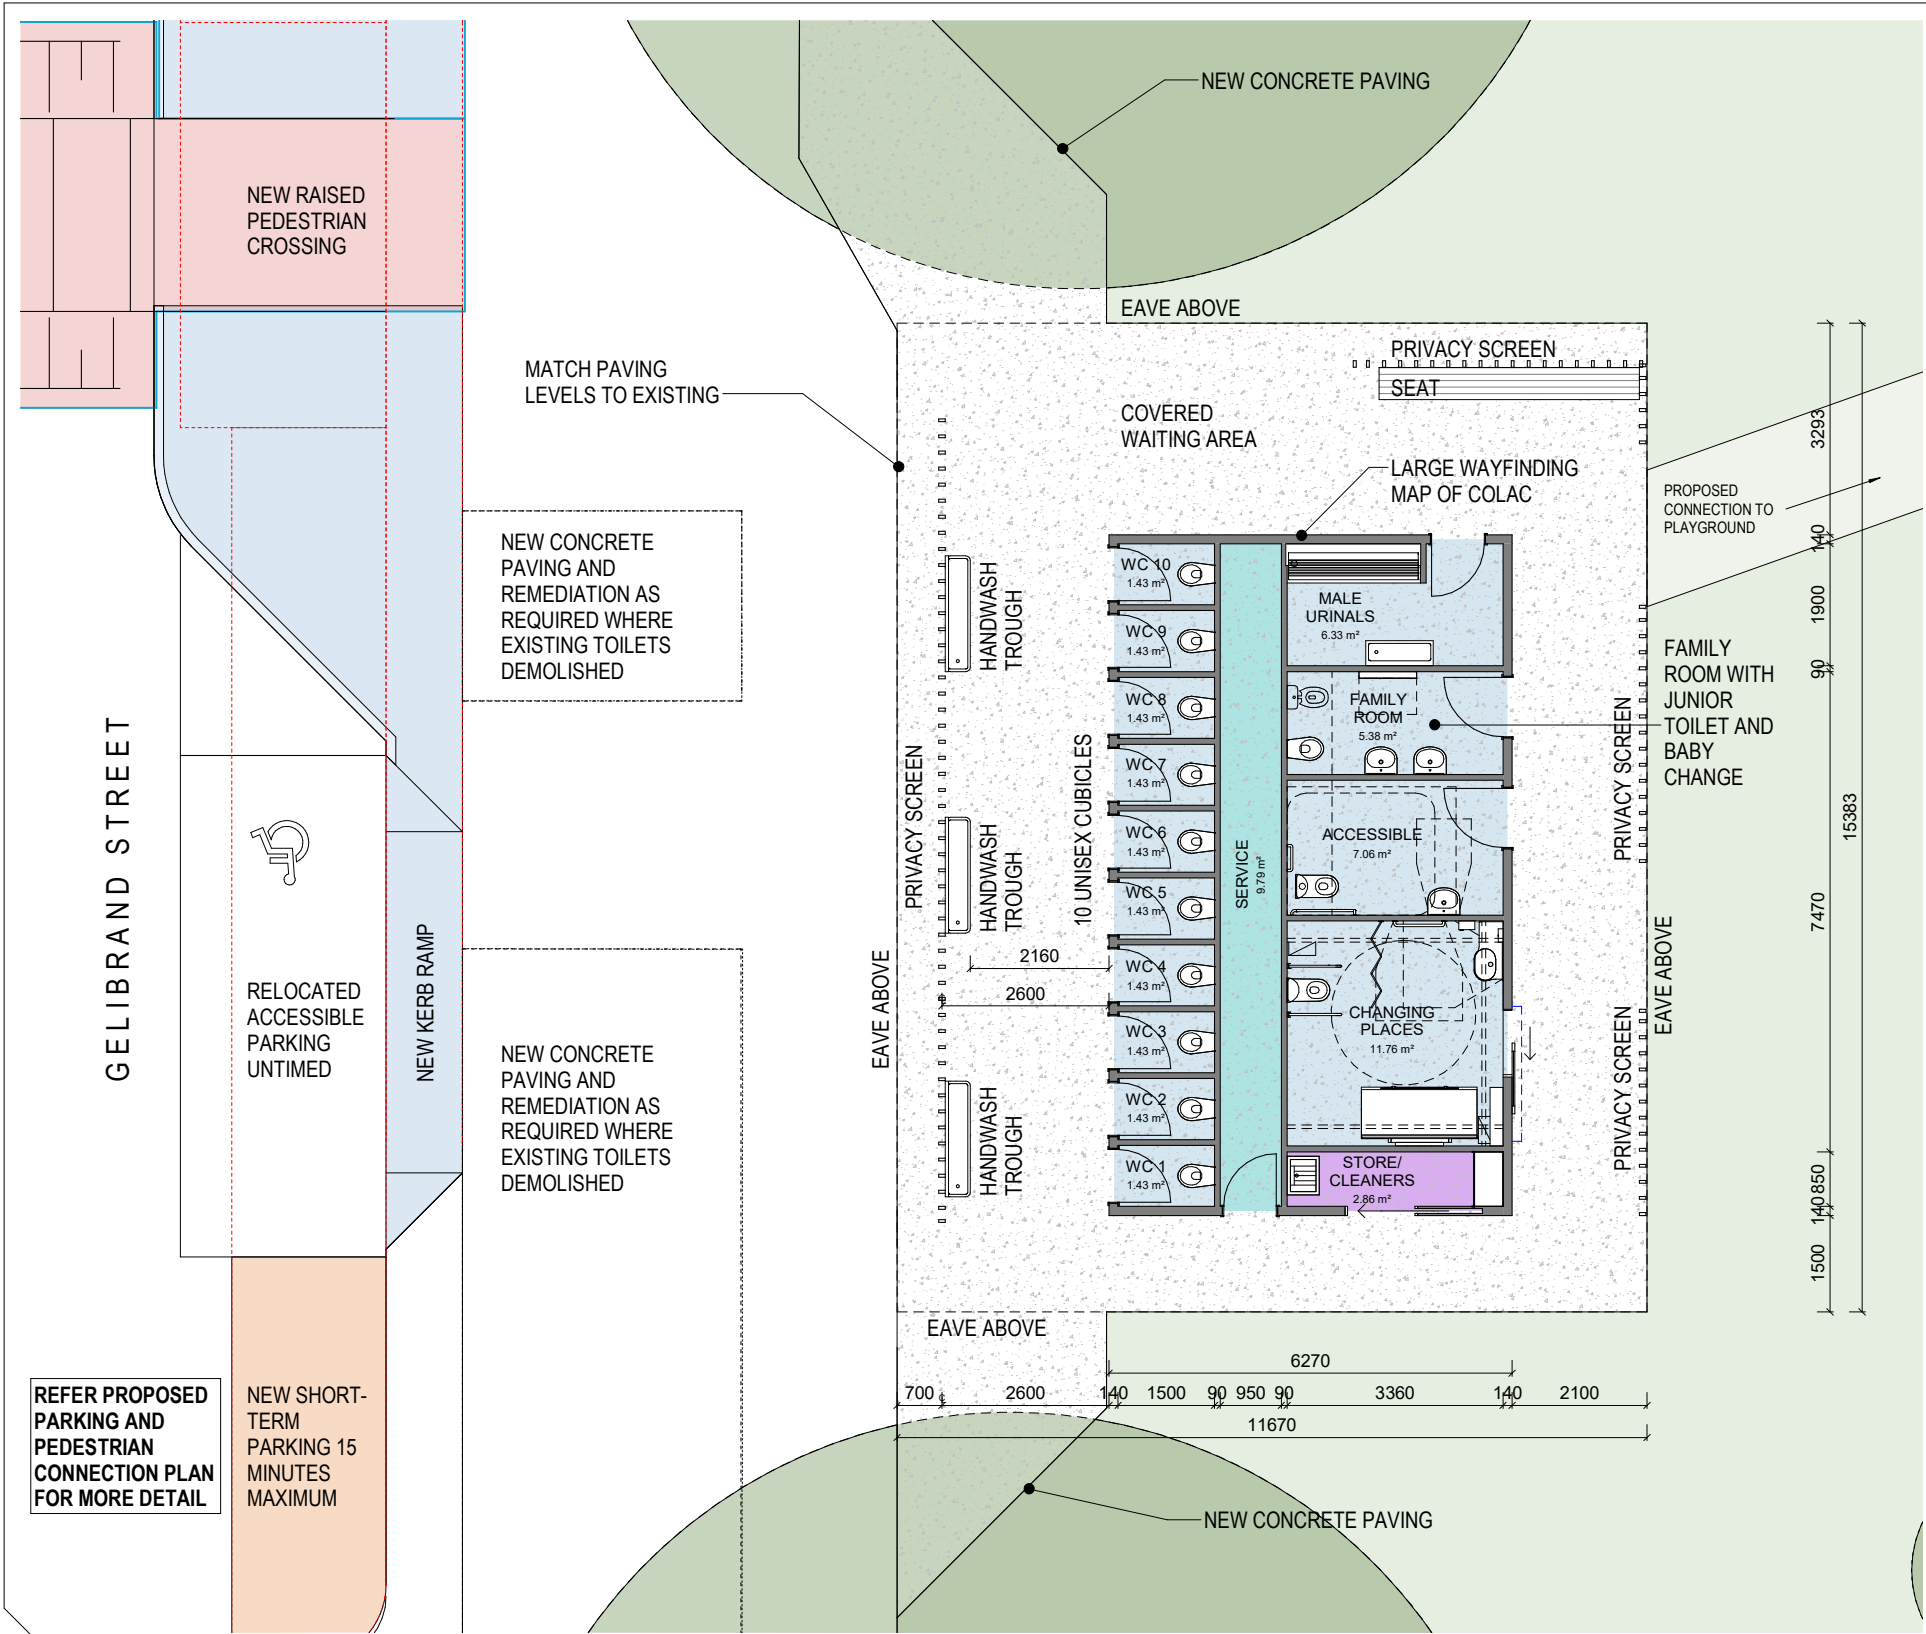 NEW CONCRETE PAVING
NEW RAISED
PEDESTRIAN
CROSSING
EAVE ABOVE
PRIVACY SCREEN
SEAT
MATCH PAVING
LEVELS TO EXISTING
COVERED
WAITING AREA
LARGE WAYFINDING
MAP OF COLAC
PROPOSED
CONNECTION TO
PLAYGROUND
NEW CONCRETE
PAVING AND
REMEDIATION AS
REQUIRED WHERE
EXISTING TOILETS
DEMOLISHED
HANDWASH
TROUGH
WC 10
1.43 m²
WC 9
1.43 m²
WC 8
1.43 m²
WC 7
1.43 m²
WC 6
1.43 m²
WC 5
1.43 m²
WC 4
1.43 m²
WC 3
1.43 m²
WC 2
1.43 m²
WC 1
1.43 m²
MALE
URINALS
6.33 m²
FAMILY
ROOM
5.38 m²
FAMILY
ROOM WITH
JUNIOR
TOILET AND
BABY
CHANGE
GELIBRAND STREET
PRIVACY SCREEN
10 UNISEX CUBICLES
SERVICE
9.79 m²
ACCESSIBLE
7.06 m²
PRIVACY SCREEN
HANDWASH
TROUGH
2160
2600
EAVE ABOVE
EAVE ABOVE
NEW KERB RAMP
RELOCATED
ACCESSIBLE
PARKING
UNTIMED
NEW CONCRETE
PAVING AND
REMEDIATION AS
REQUIRED WHERE
EXISTING TOILETS
DEMOLISHED
CHANGING
PLACES
11.76 m²
PRIVACY SCREEN
HANDWASH
TROUGH
STORE/
CLEANERS
2.86 m²
3293
140
1900
90
7470
850
140
1500
15383
EAVE ABOVE
6270
700
¢
2600
140
1500
90
950
90
3360
140
2100
11670
REFER PROPOSED
PARKING AND
PEDESTRIAN
CONNECTION PLAN
FOR MORE DETAIL
NEW SHORT-
TERM
PARKING 15
MINUTES
MAXIMUM
NEW CONCRETE PAVING